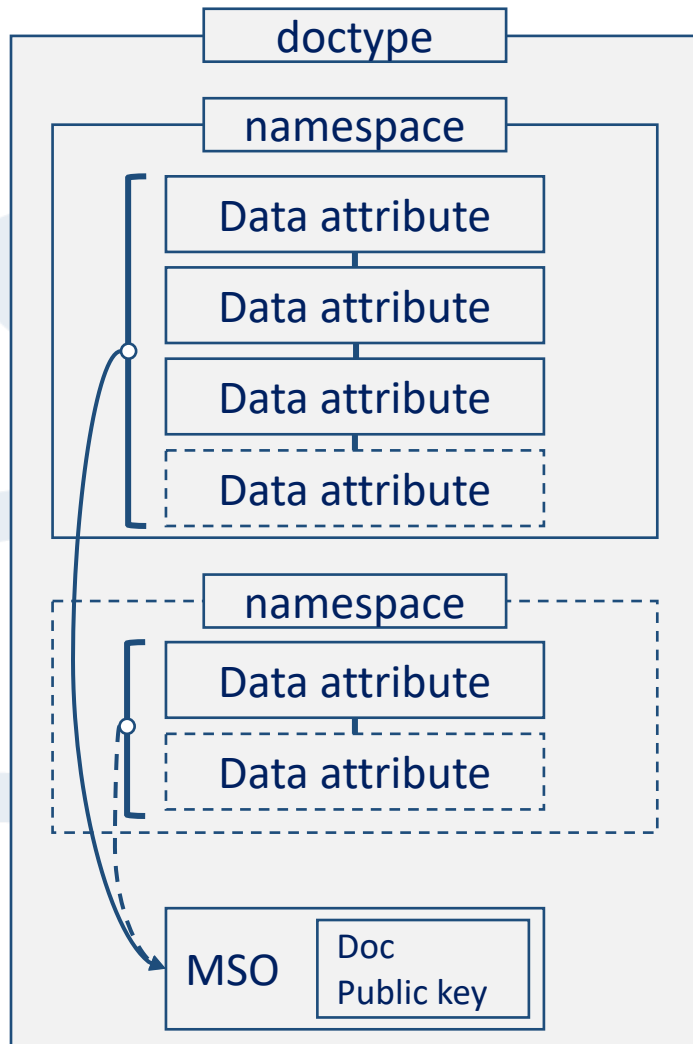 doctype
namespace
Data attribute
Data attribute
Data attribute
Data attribute
namespace
Data attribute
Data attribute
MSO
Doc
Public key